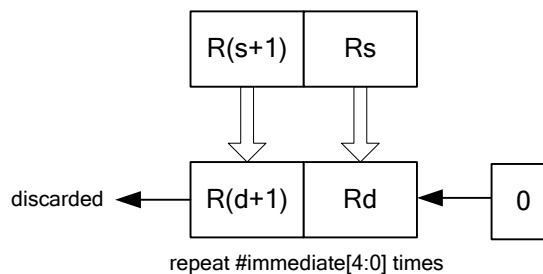 R(s+1) Rs
discarded R(d+1) Rd 0
repeat #immediate[4:0] times